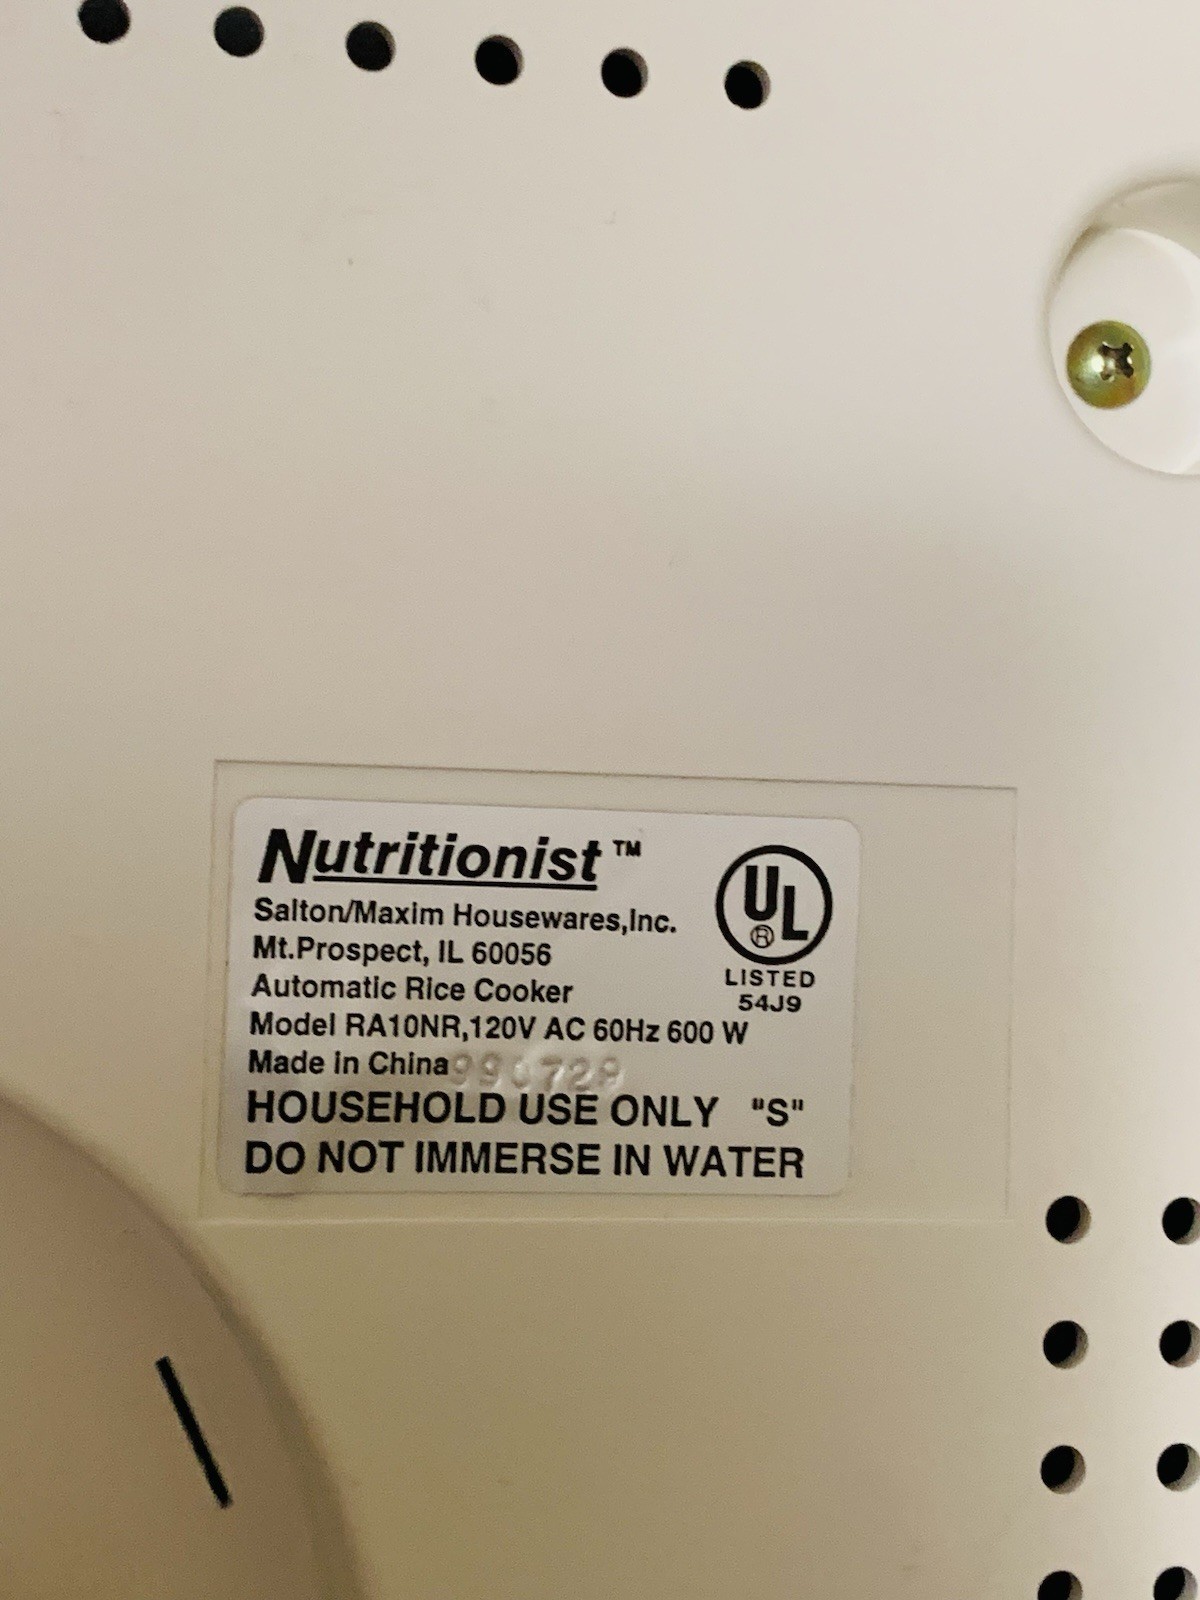 Nutritionist™
Salton/Maxim Housewares,Inc.
Mt.Prospect, IL 60056
Automatic Rice Cooker
Model RA10NR,120V AC 60Hz 600 W
Made in China
HOUSEHOLD USE ONLY "S"
DO NOT IMMERSE IN WATER
UL®
LISTED
54J9